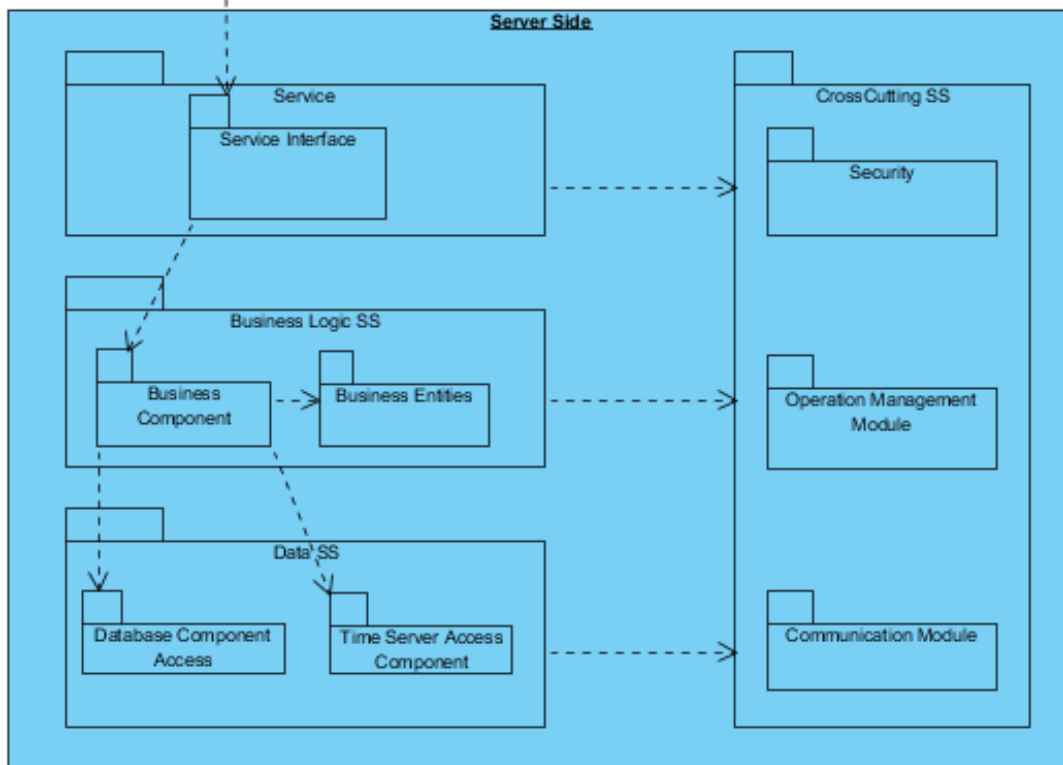 Server Side
Service
Service Interface
CrossCutting SS
Security
Business Logic SS
Business
Component
Business Entities
Operation Management
Module
Data SS
Database Component
Access
Time Server Access
Component
Communication Module